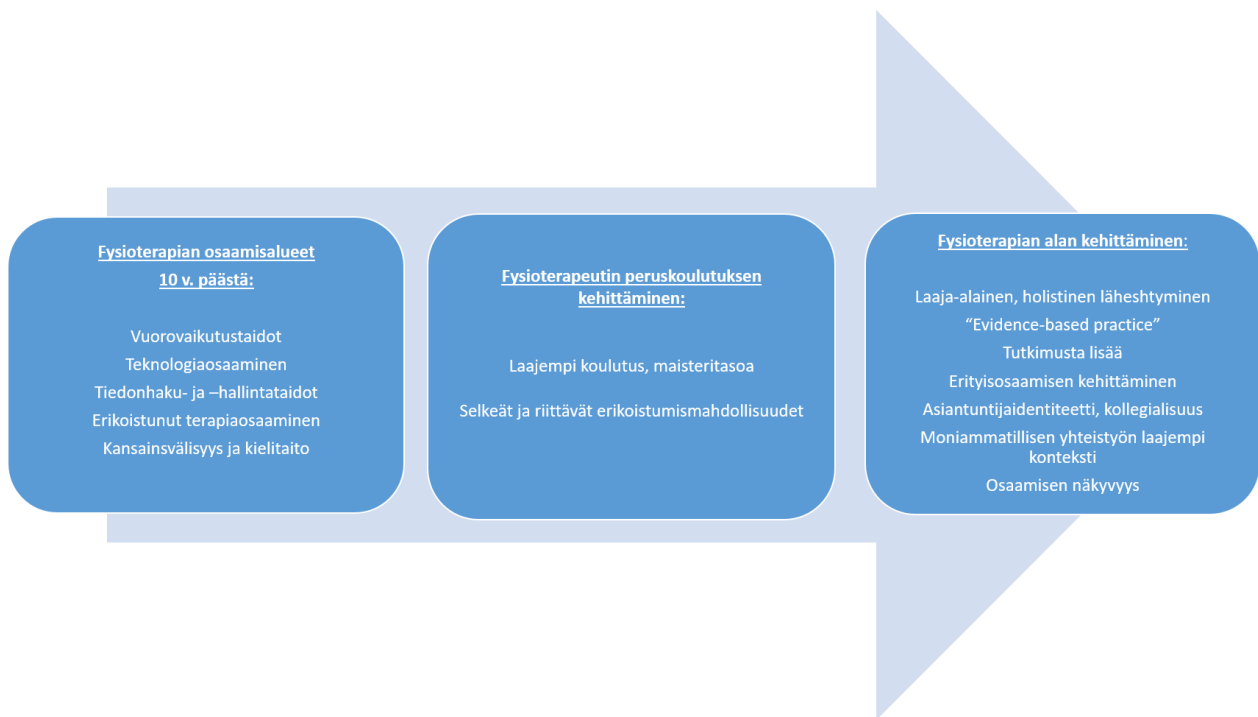 Fysioterapian osaamisalueet
10 v. päästä:
Vuorovaikutustaidot
Teknologiaosaaminen
Tiedonhaku- ja –hallintataidot
Erikoistunut terapiaosaaminen
Kansainvälisyys ja kielitaito
Fysioterapeutin peruskoulutuksen
kehittäminen:
Laajempi koulutus, maisteritasoa
Selkeät ja riittävät erikoistumismahdollisuudet
Fysioterapian alan kehittäminen:
Laaja-alainen, holistinen läheshtyminen
“Evidence-based practice”
Tutkimusta lisää
Erityisosaamisen kehittäminen
Asiantuntijaidentiteetti, kollegialisuus
Moniammatillisen yhteistyön laajempi
konteksti
Osaamisen näkyvyys